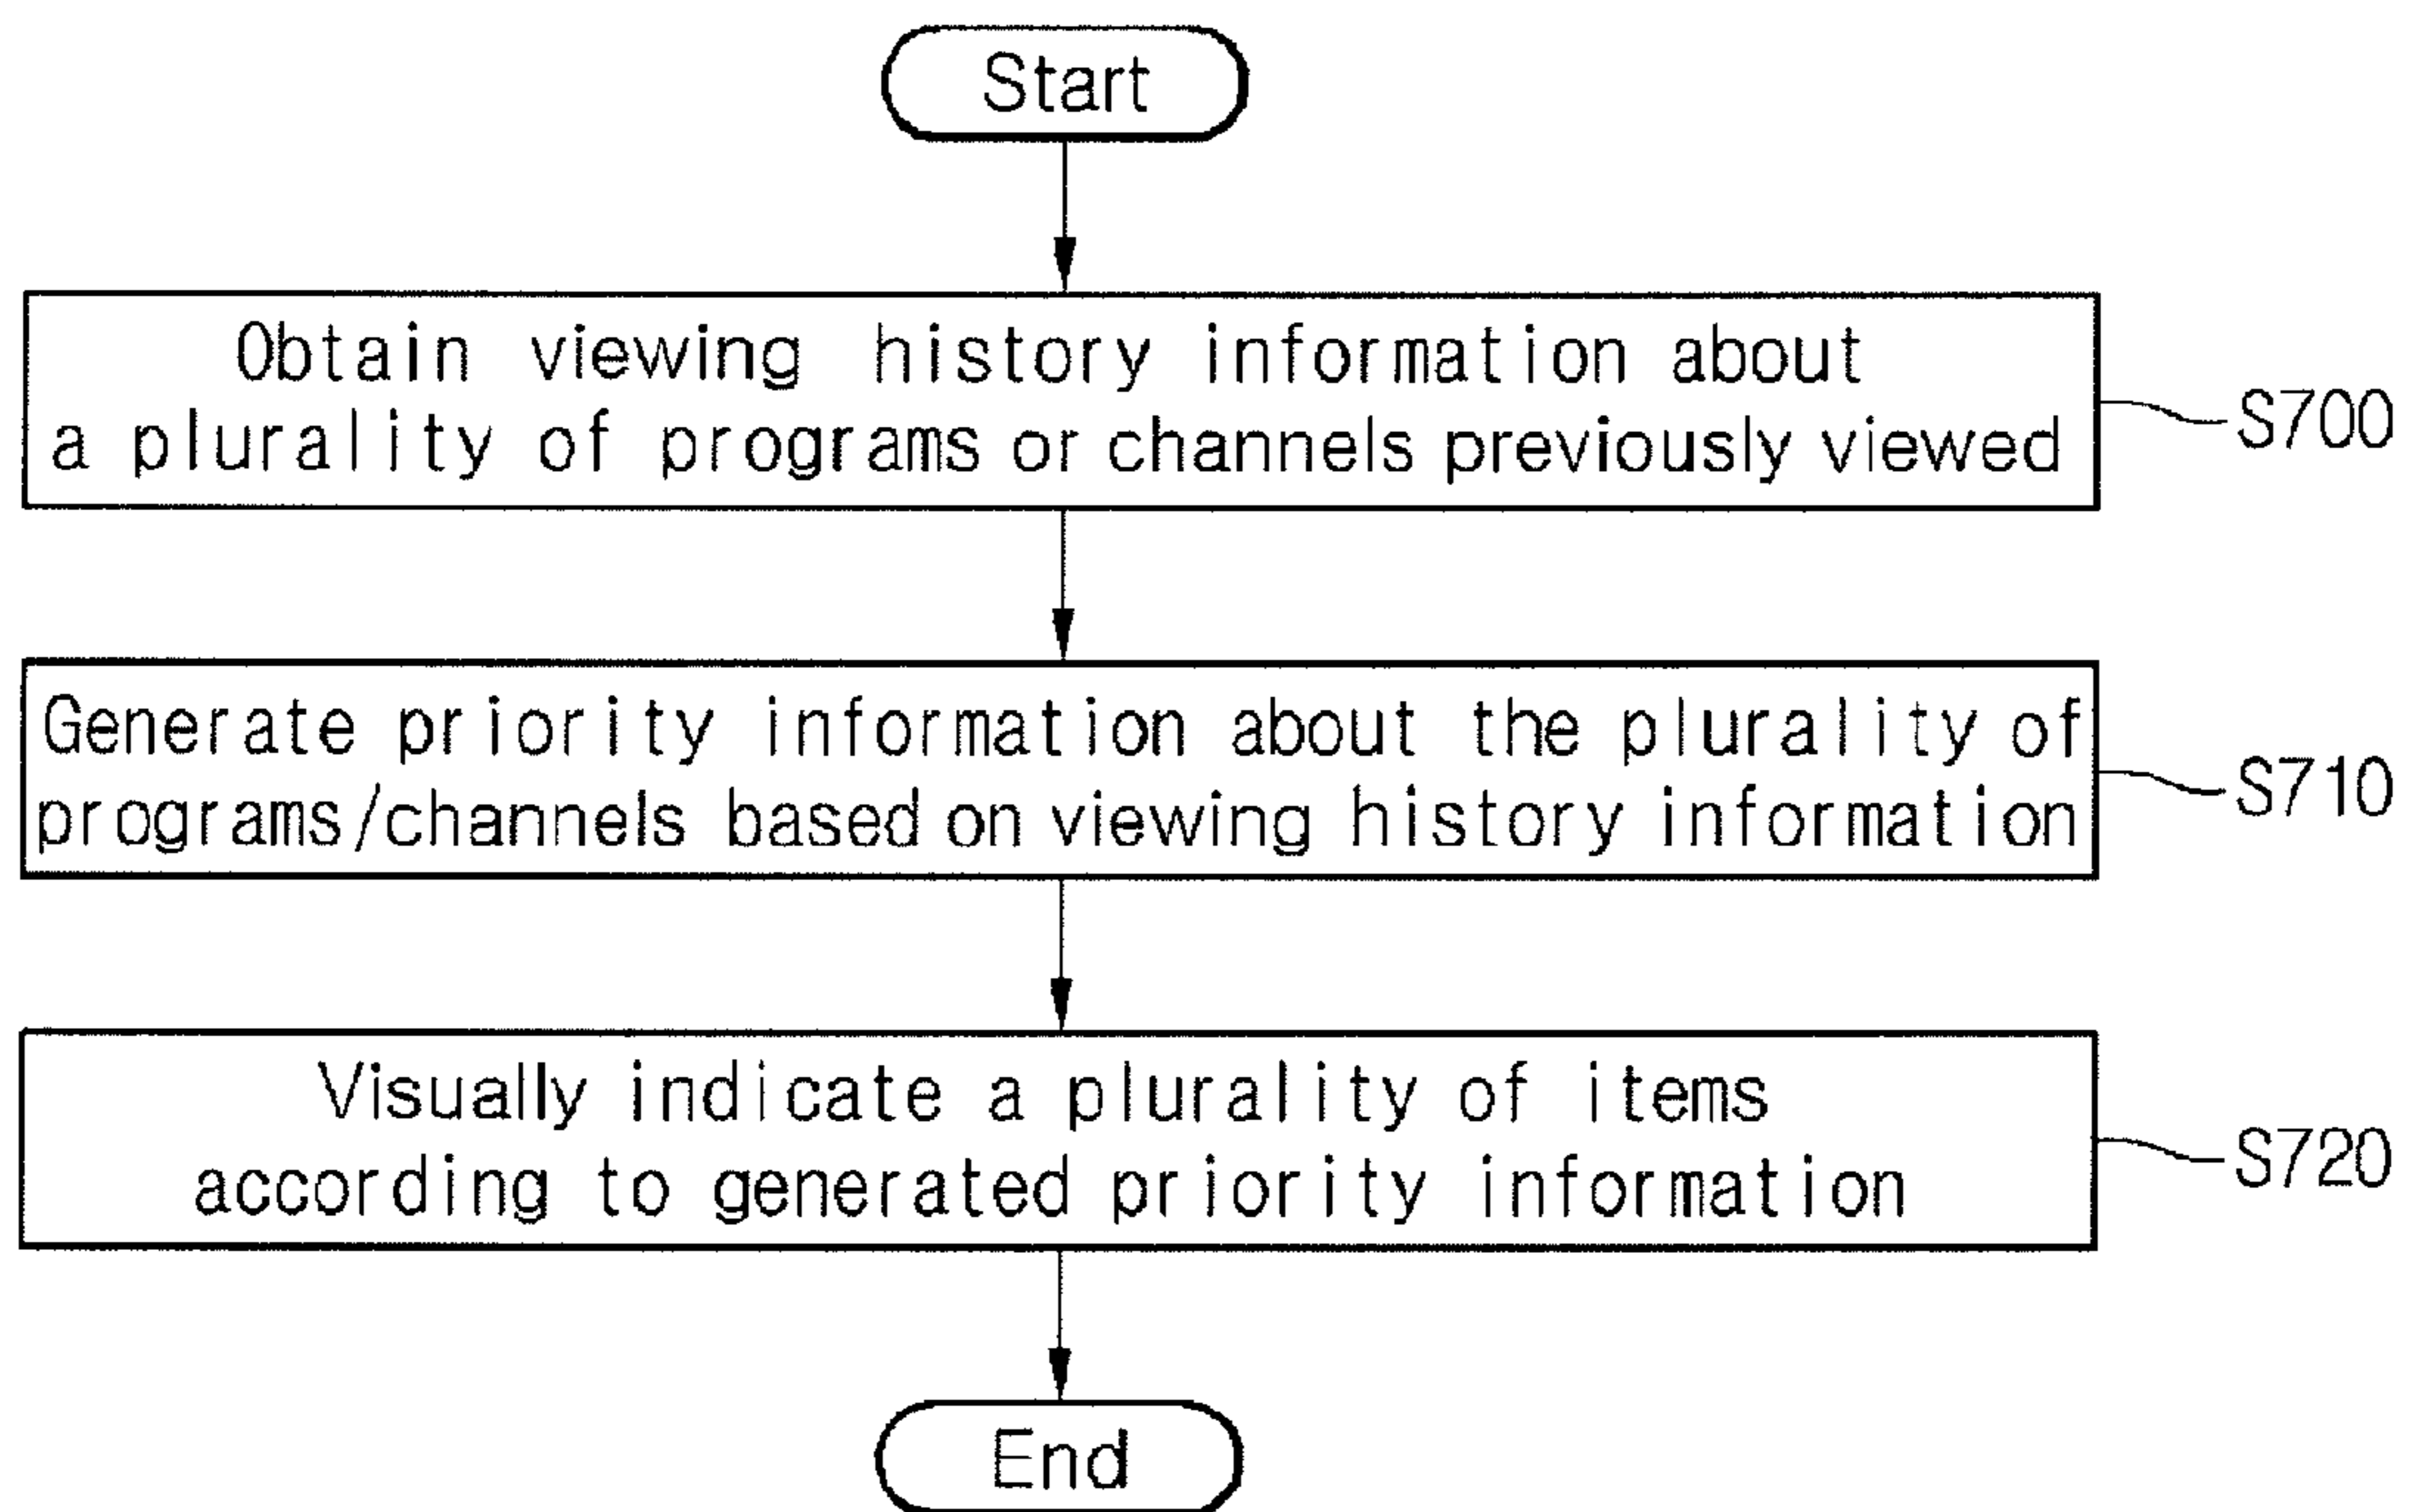 Start
Obtain viewing history information about
a plurality of programs or channels previously viewed
S700
Generate priority information about the plurality of
programs/channels based on viewing history information
S710
Visually indicate a plurality of items
according to generated priority information
S720
End